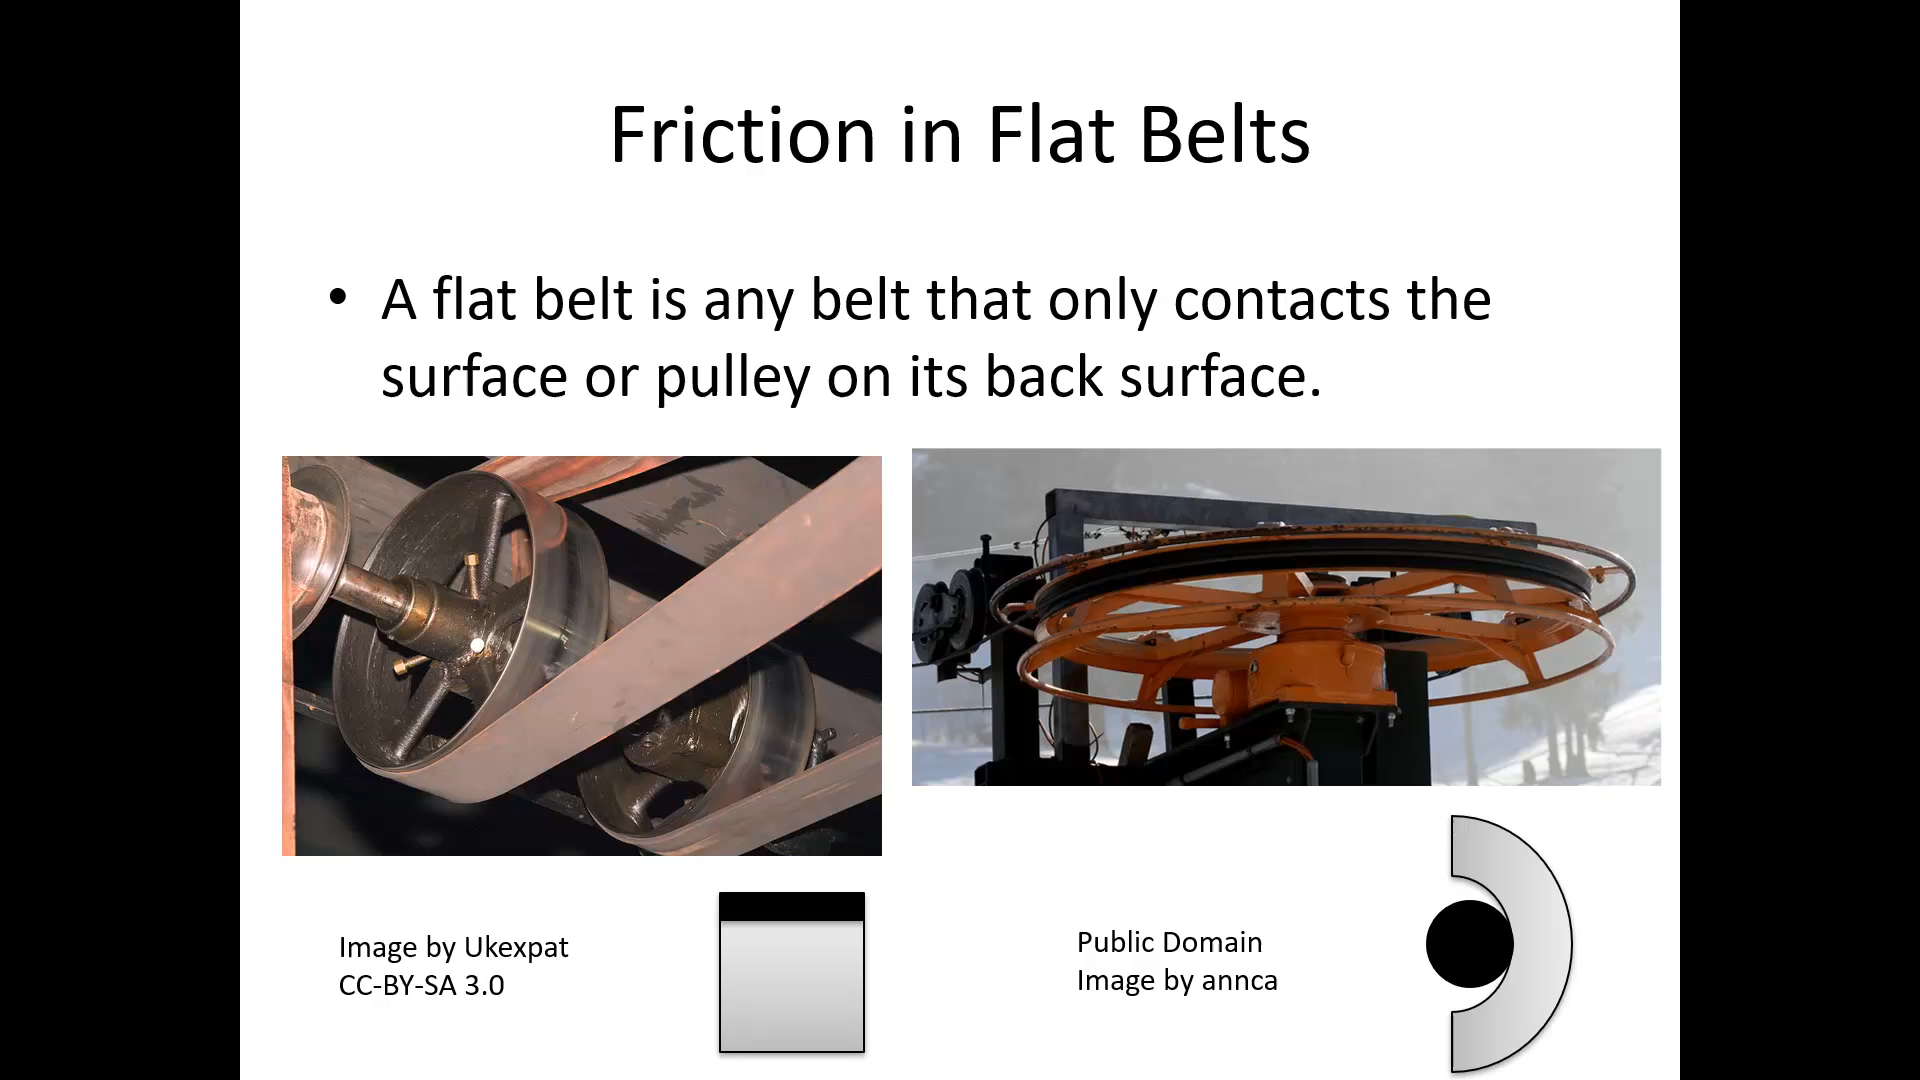 Friction in Flat Belts
• A flat belt is any belt that only contacts the
surface or pulley on its back surface.
Image by Ukexpat
CC-BY-SA 3.0
Public Domain
Image by annca